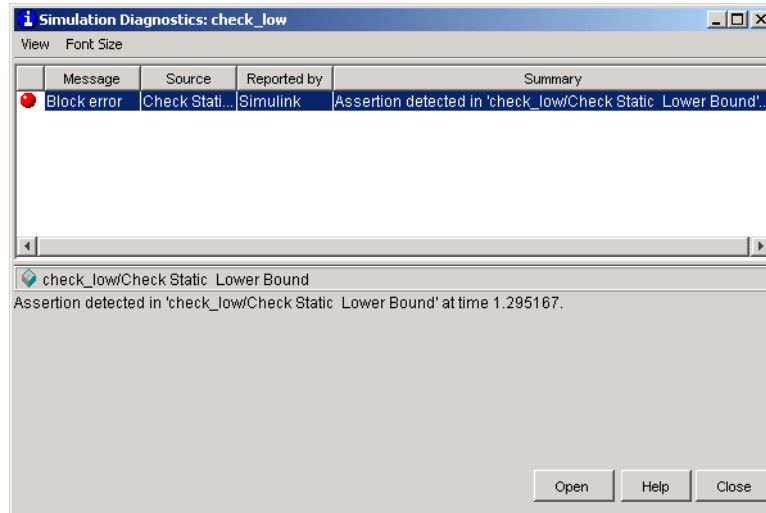 Simulation Diagnostics: check_low
View Font Size
Message Source Reported by Summary
Block error Check Stati... Simulink Assertion detected in 'check_low/Check Static Lower Bound'..
check_low/Check Static Lower Bound
Assertion detected in 'check_low/Check Static Lower Bound' at time 1.295167.
Open Help Close